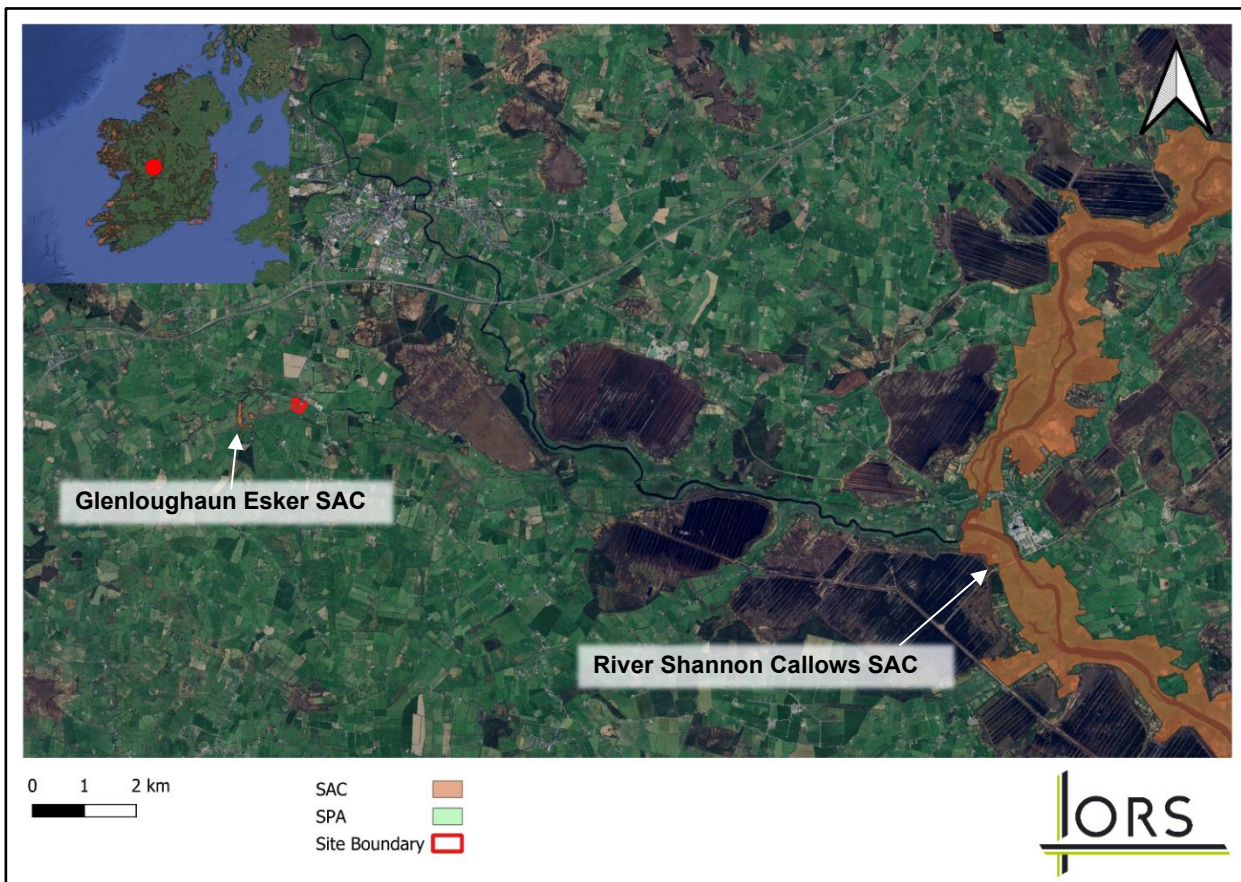 Glenloughaun Esker SAC
River Shannon Callows SAC
0 1 2 km
SAC
SPA
Site Boundary
ORS